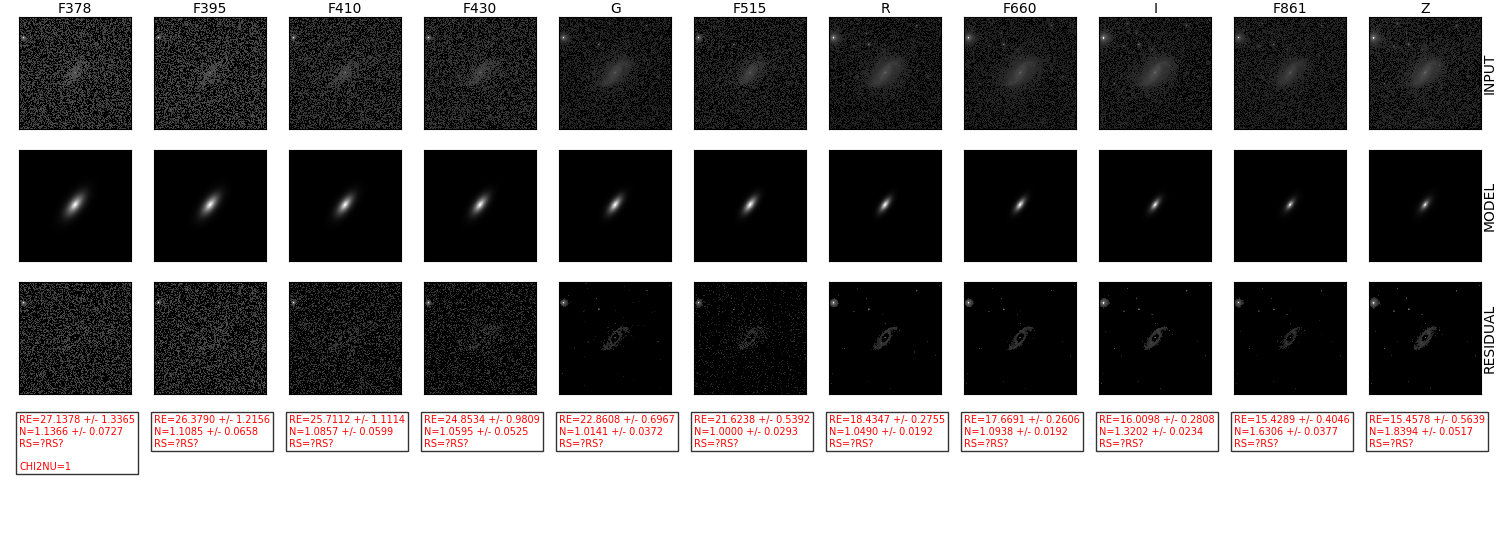 F378 F395 F410 F430 G F515 R F660 I F861 Z
INPUT
MODEL
RESIDUAL
RE=27.1378 +/- 1.3365
N=1.1366 +/- 0.0727
RS=?RS?
CHI2NU=1
RE=26.3790 +/- 1.2156
N=1.1085 +/- 0.0658
RS=?RS?
RE=25.7112 +/- 1.1114
N=1.0857 +/- 0.0599
RS=?RS?
RE=24.8534 +/- 0.9809
N=1.0595 +/- 0.0525
RS=?RS?
RE=22.8608 +/- 0.6967
N=1.0141 +/- 0.0372
RS=?RS?
RE=21.6238 +/- 0.5392
N=1.0000 +/- 0.0293
RS=?RS?
RE=18.4347 +/- 0.2755
N=1.0490 +/- 0.0192
RS=?RS?
RE=17.6691 +/- 0.2606
N=1.0938 +/- 0.0192
RS=?RS?
RE=16.0098 +/- 0.2808
N=1.3202 +/- 0.0234
RS=?RS?
RE=15.4289 +/- 0.4046
N=1.6306 +/- 0.0377
RS=?RS?
RE=15.4578 +/- 0.5639
N=1.8394 +/- 0.0517
RS=?RS?